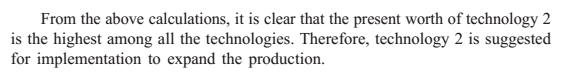 From the above calculations, it is clear that the present worth of technology 2
is the highest among all the technologies. Therefore, technology 2 is suggested
for implementation to expand the production.